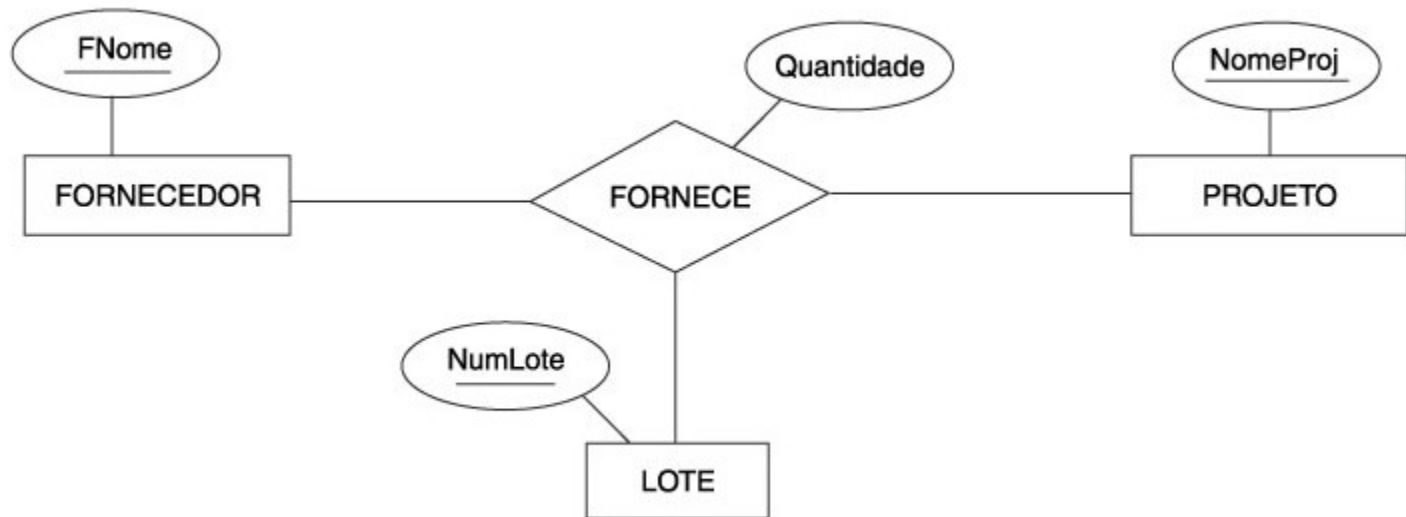 FNome
Quantidade
NomeProj
FORNECEDOR
FORNECE
PROJETO
NumLote
LOTE